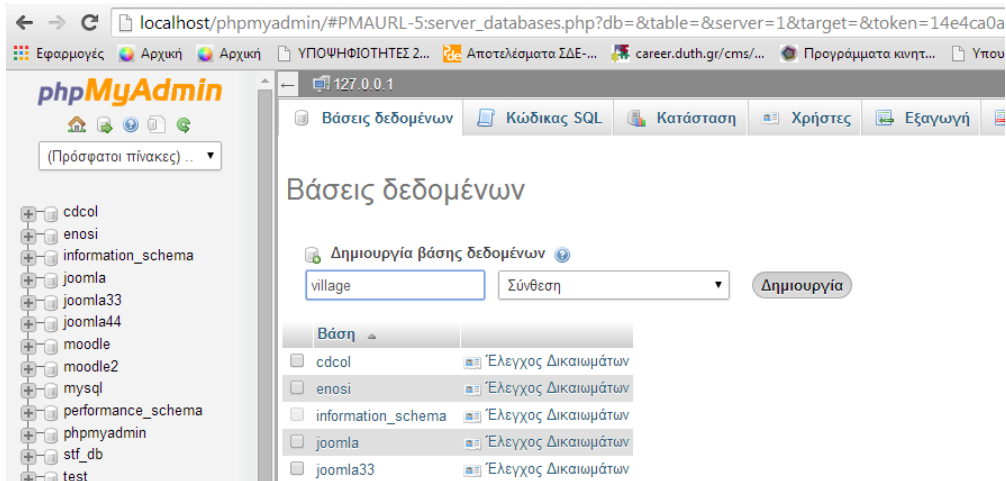 localhost/phpmyadmin/#PMAURL-5:server_databases.php?db=&table=&server=1&target=&token=14e4ca0a
Εφαρμογές Αρχική Αρχική ΥΠΟΨΗΦΙΟΤΗΤΕΣ 2... Αποτελέσματα ΣΔΕ-... career.duth.gr/cms/... Προγράμματα κινητ... Υπου
phpMyAdmin
(Πρόσφατοι πίνακες) ..
cdcol
enosi
information_schema
joomla
joomla33
joomla44
moodle
moodle2
mysql
performance_schema
phpmyadmin
stf_db
test
127.0.0.1
Βάσεις δεδομένων Κώδικας SQL Κατάσταση Χρήστες Εξαγωγή
Βάσεις δεδομένων
Δημιουργία βάσης δεδομένων
village Σύνθεση Δημιουργία
Βάση
cdcol Έλεγχος Δικαιωμάτων
enosi Έλεγχος Δικαιωμάτων
information_schema Έλεγχος Δικαιωμάτων
joomla Έλεγχος Δικαιωμάτων
joomla33 Έλεγχος Δικαιωμάτων